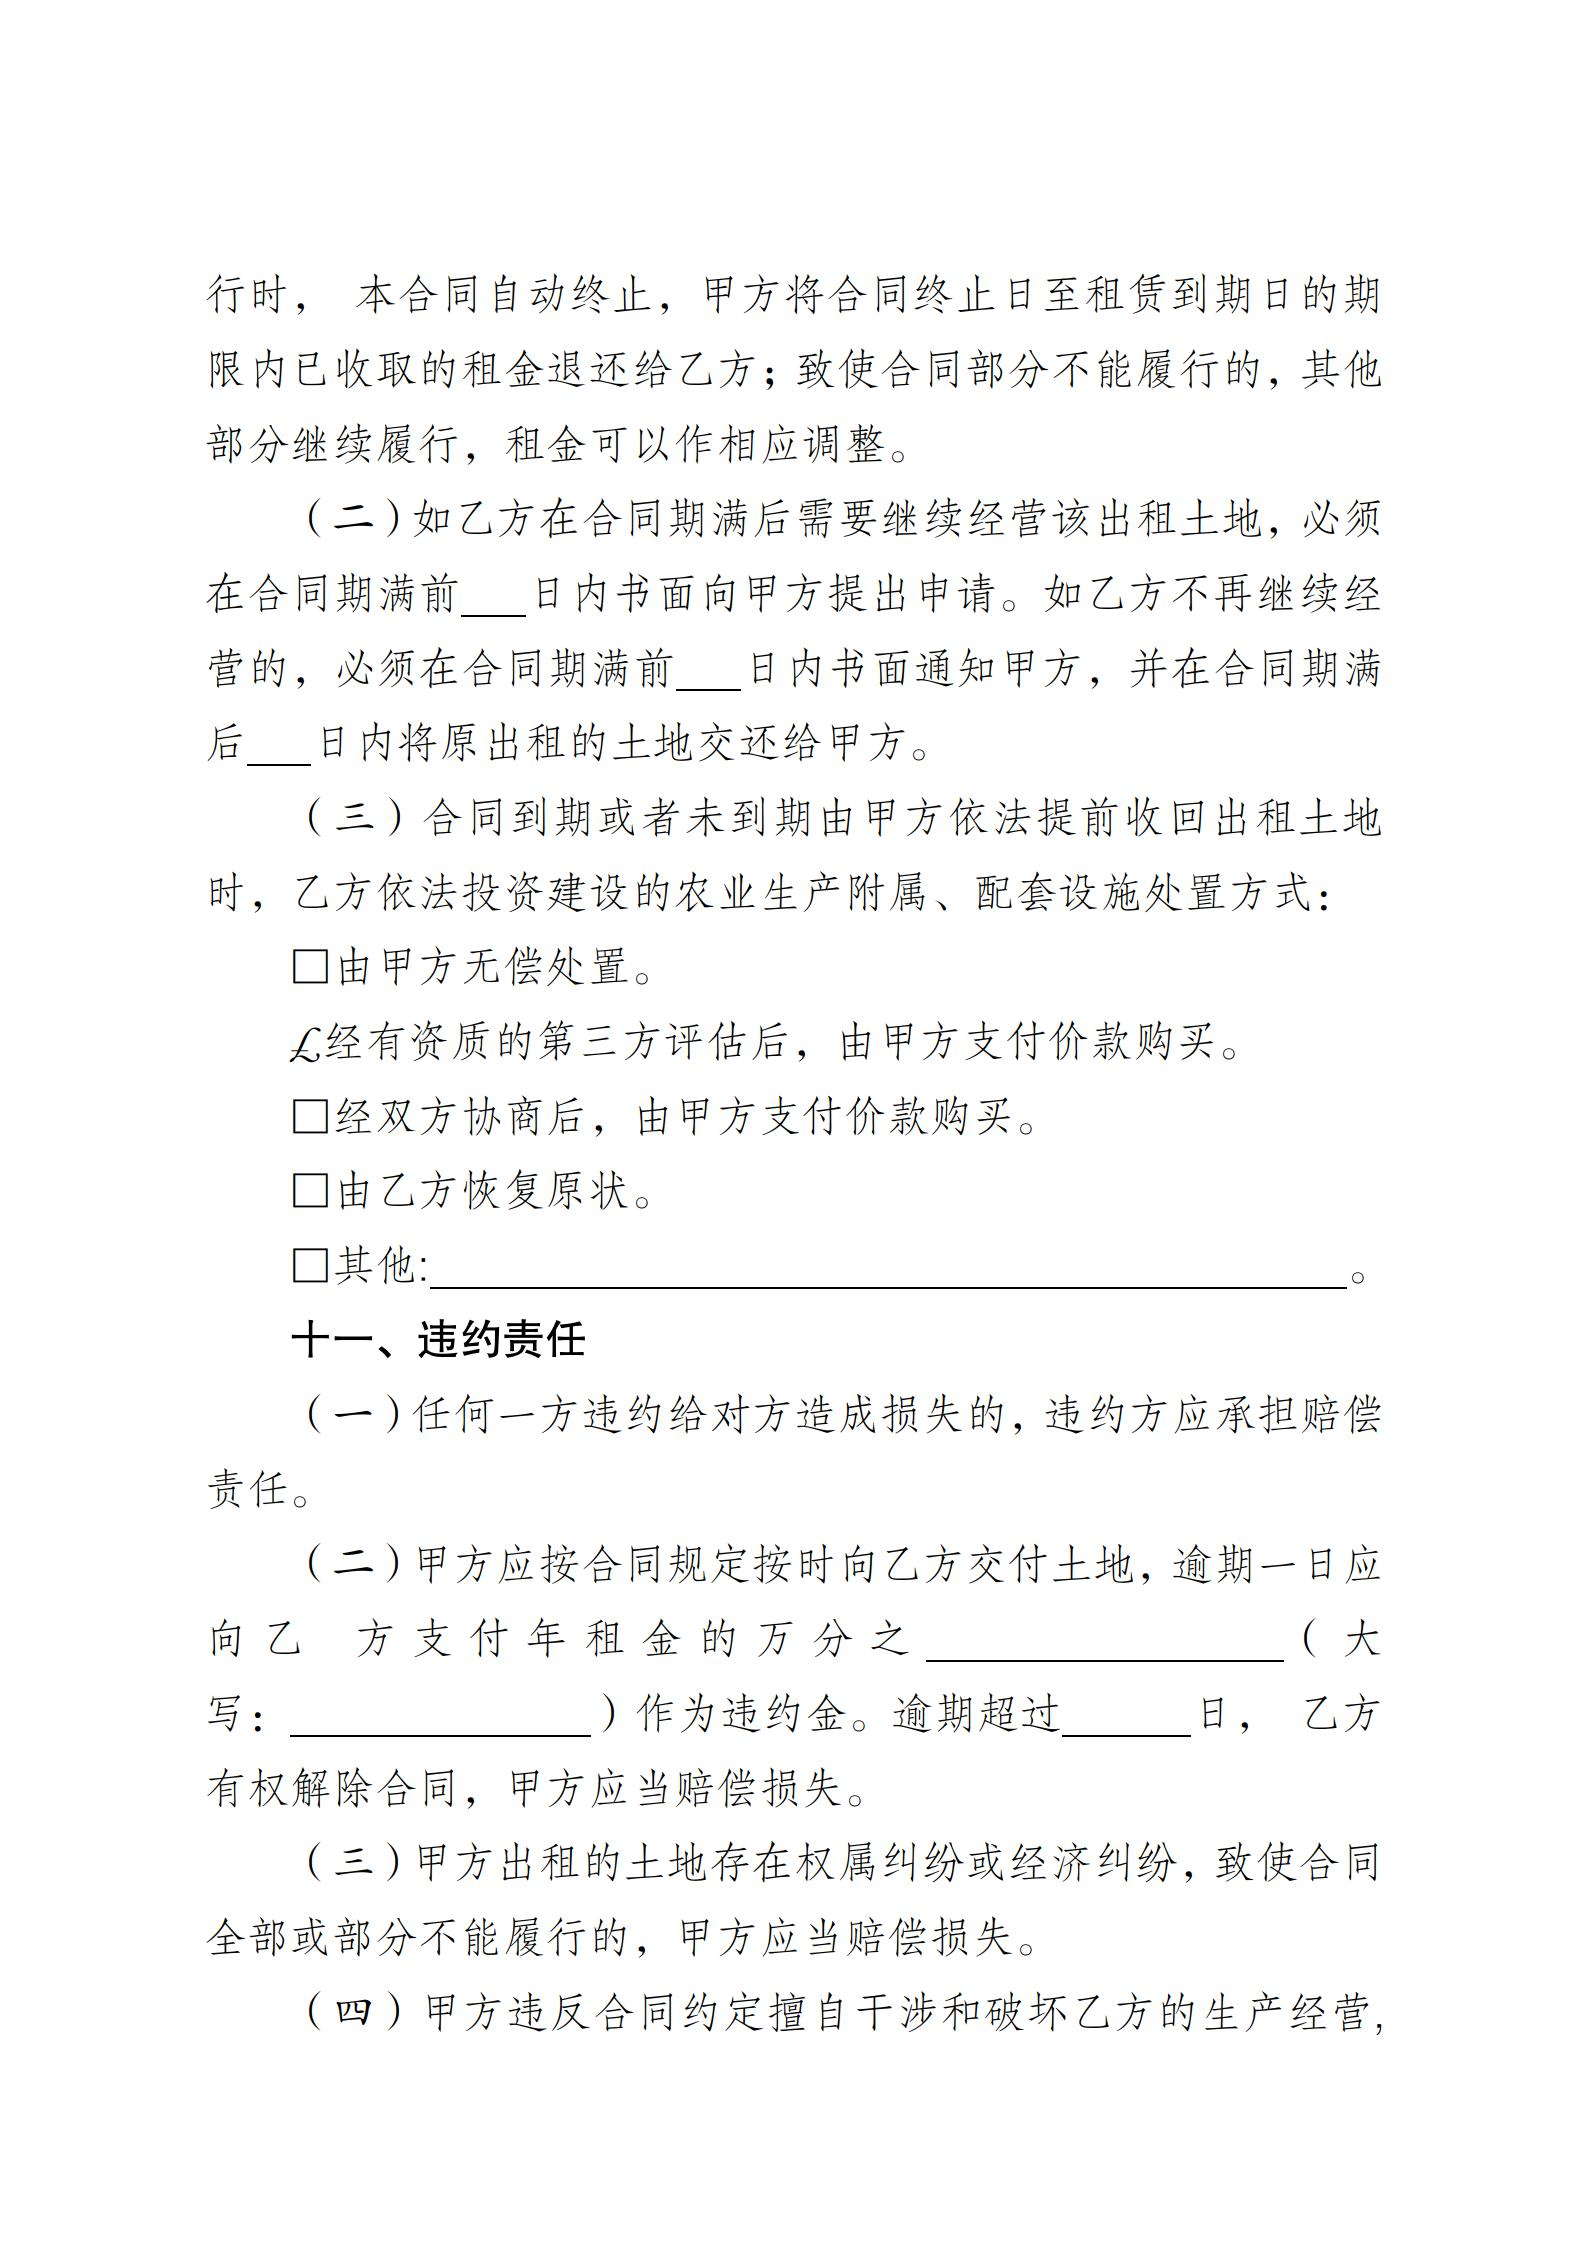 行时， 本合同自动终止，甲方将合同终止日至租赁到期日的期
限内已收取的租金退还给乙方；致使合同部分不能履行的，其他
部分继续履行，租金可以作相应调整。
（二）如乙方在合同期满后需要继续经营该出租土地，必须
在合同期满前___日内书面向甲方提出申请。如乙方不再继续经
营的，必须在合同期满前___日内书面通知甲方，并在合同期满
后___日内将原出租的土地交还给甲方。
（三）合同到期或者未到期由甲方依法提前收回出租土地
时，乙方依法投资建设的农业生产附属、配套设施处置方式：
□由甲方无偿处置。
£经有资质的第三方评估后，由甲方支付价款购买。
□经双方协商后，由甲方支付价款购买。
□由乙方恢复原状。
□其他:___________________________________________。
十一、违约责任
（一）任何一方违约给对方造成损失的，违约方应承担赔偿
责任。
（二）甲方应按合同规定按时向乙方交付土地，逾期一日应
向乙 方支付年租金的万分之_________________（大
写：______________）作为违约金。逾期超过______日， 乙方
有权解除合同，甲方应当赔偿损失。
（三）甲方出租的土地存在权属纠纷或经济纠纷，致使合同
全部或部分不能履行的，甲方应当赔偿损失。
（四）甲方违反合同约定擅自干涉和破坏乙方的生产经营,